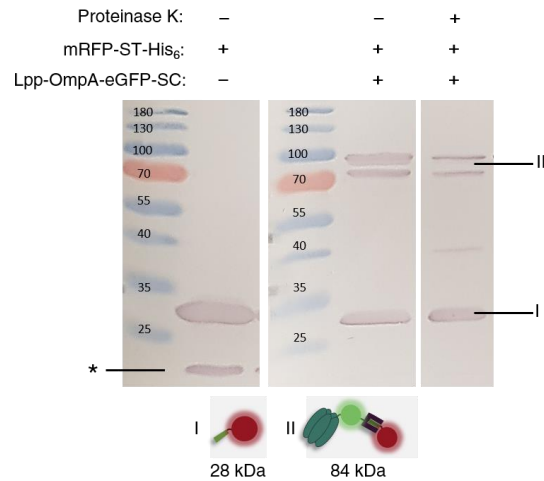 Proteinase K: – – +
mRFP-ST-His₆: + + +
Lpp-OmpA-eGFP-SC: – + +
180 180
130 130
100 100
70 70
55 55
40 40
35 35
25 25
II
I
*
I II
28 kDa 84 kDa